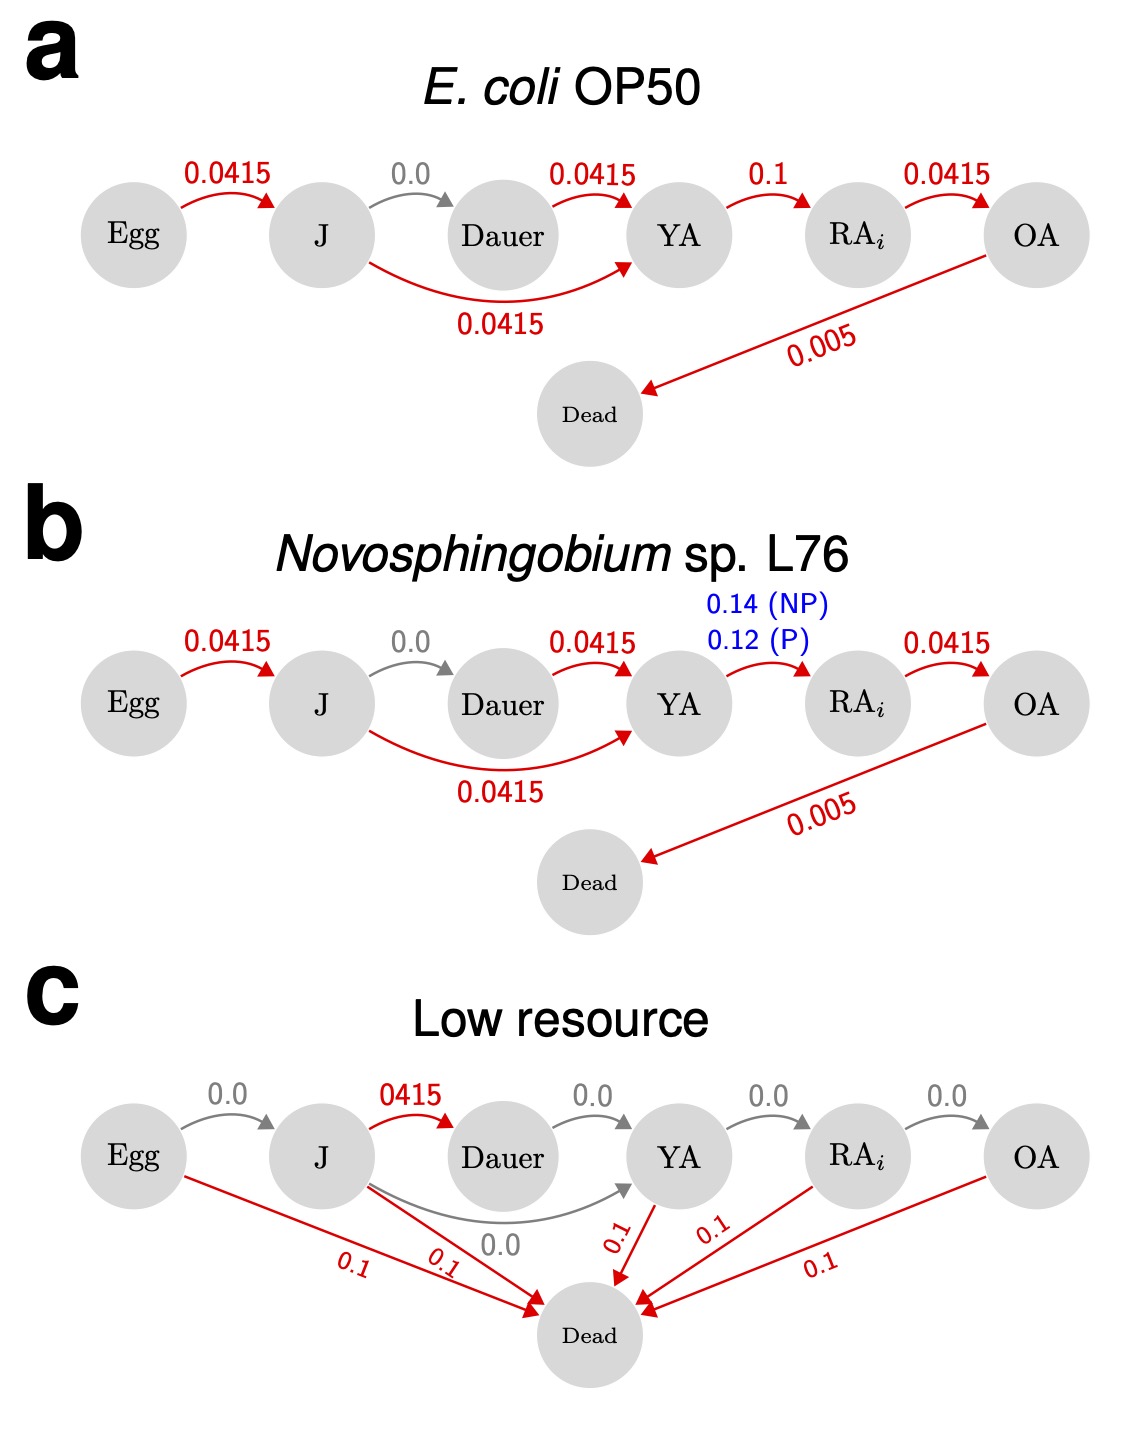 a
E. coli OP50
0.0415 0.0 0.0415 0.1 0.0415
Egg J Dauer YA RAi OA
0.0415
0.005
Dead
b
Novosphingobium sp. L76
0.14 (NP)
0.12 (P)
0.0415 0.0 0.0415 0.0415
Egg J Dauer YA RAi OA
0.0415
0.005
Dead
c
Low resource
0.0 0415 0.0 0.0 0.0
Egg J Dauer YA RAi OA
0.0
0.1 0.1 0.1 0.1 0.1
Dead